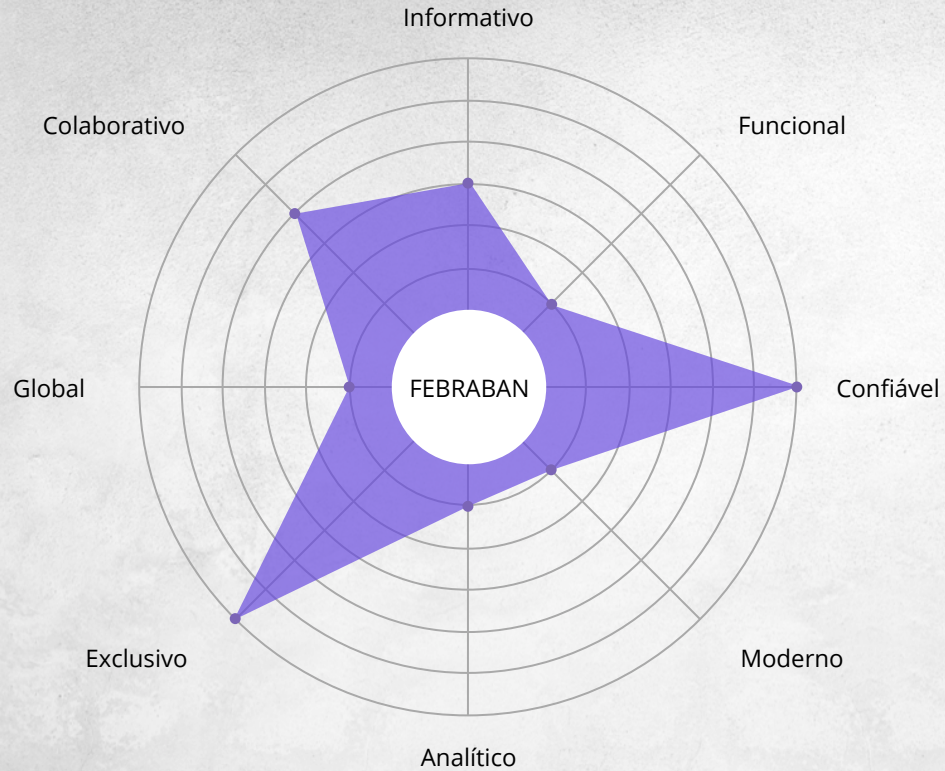 Informativo
Colaborativo
Funcional
Global
FEBRABAN
Confiável
Exclusivo
Moderno
Analítico